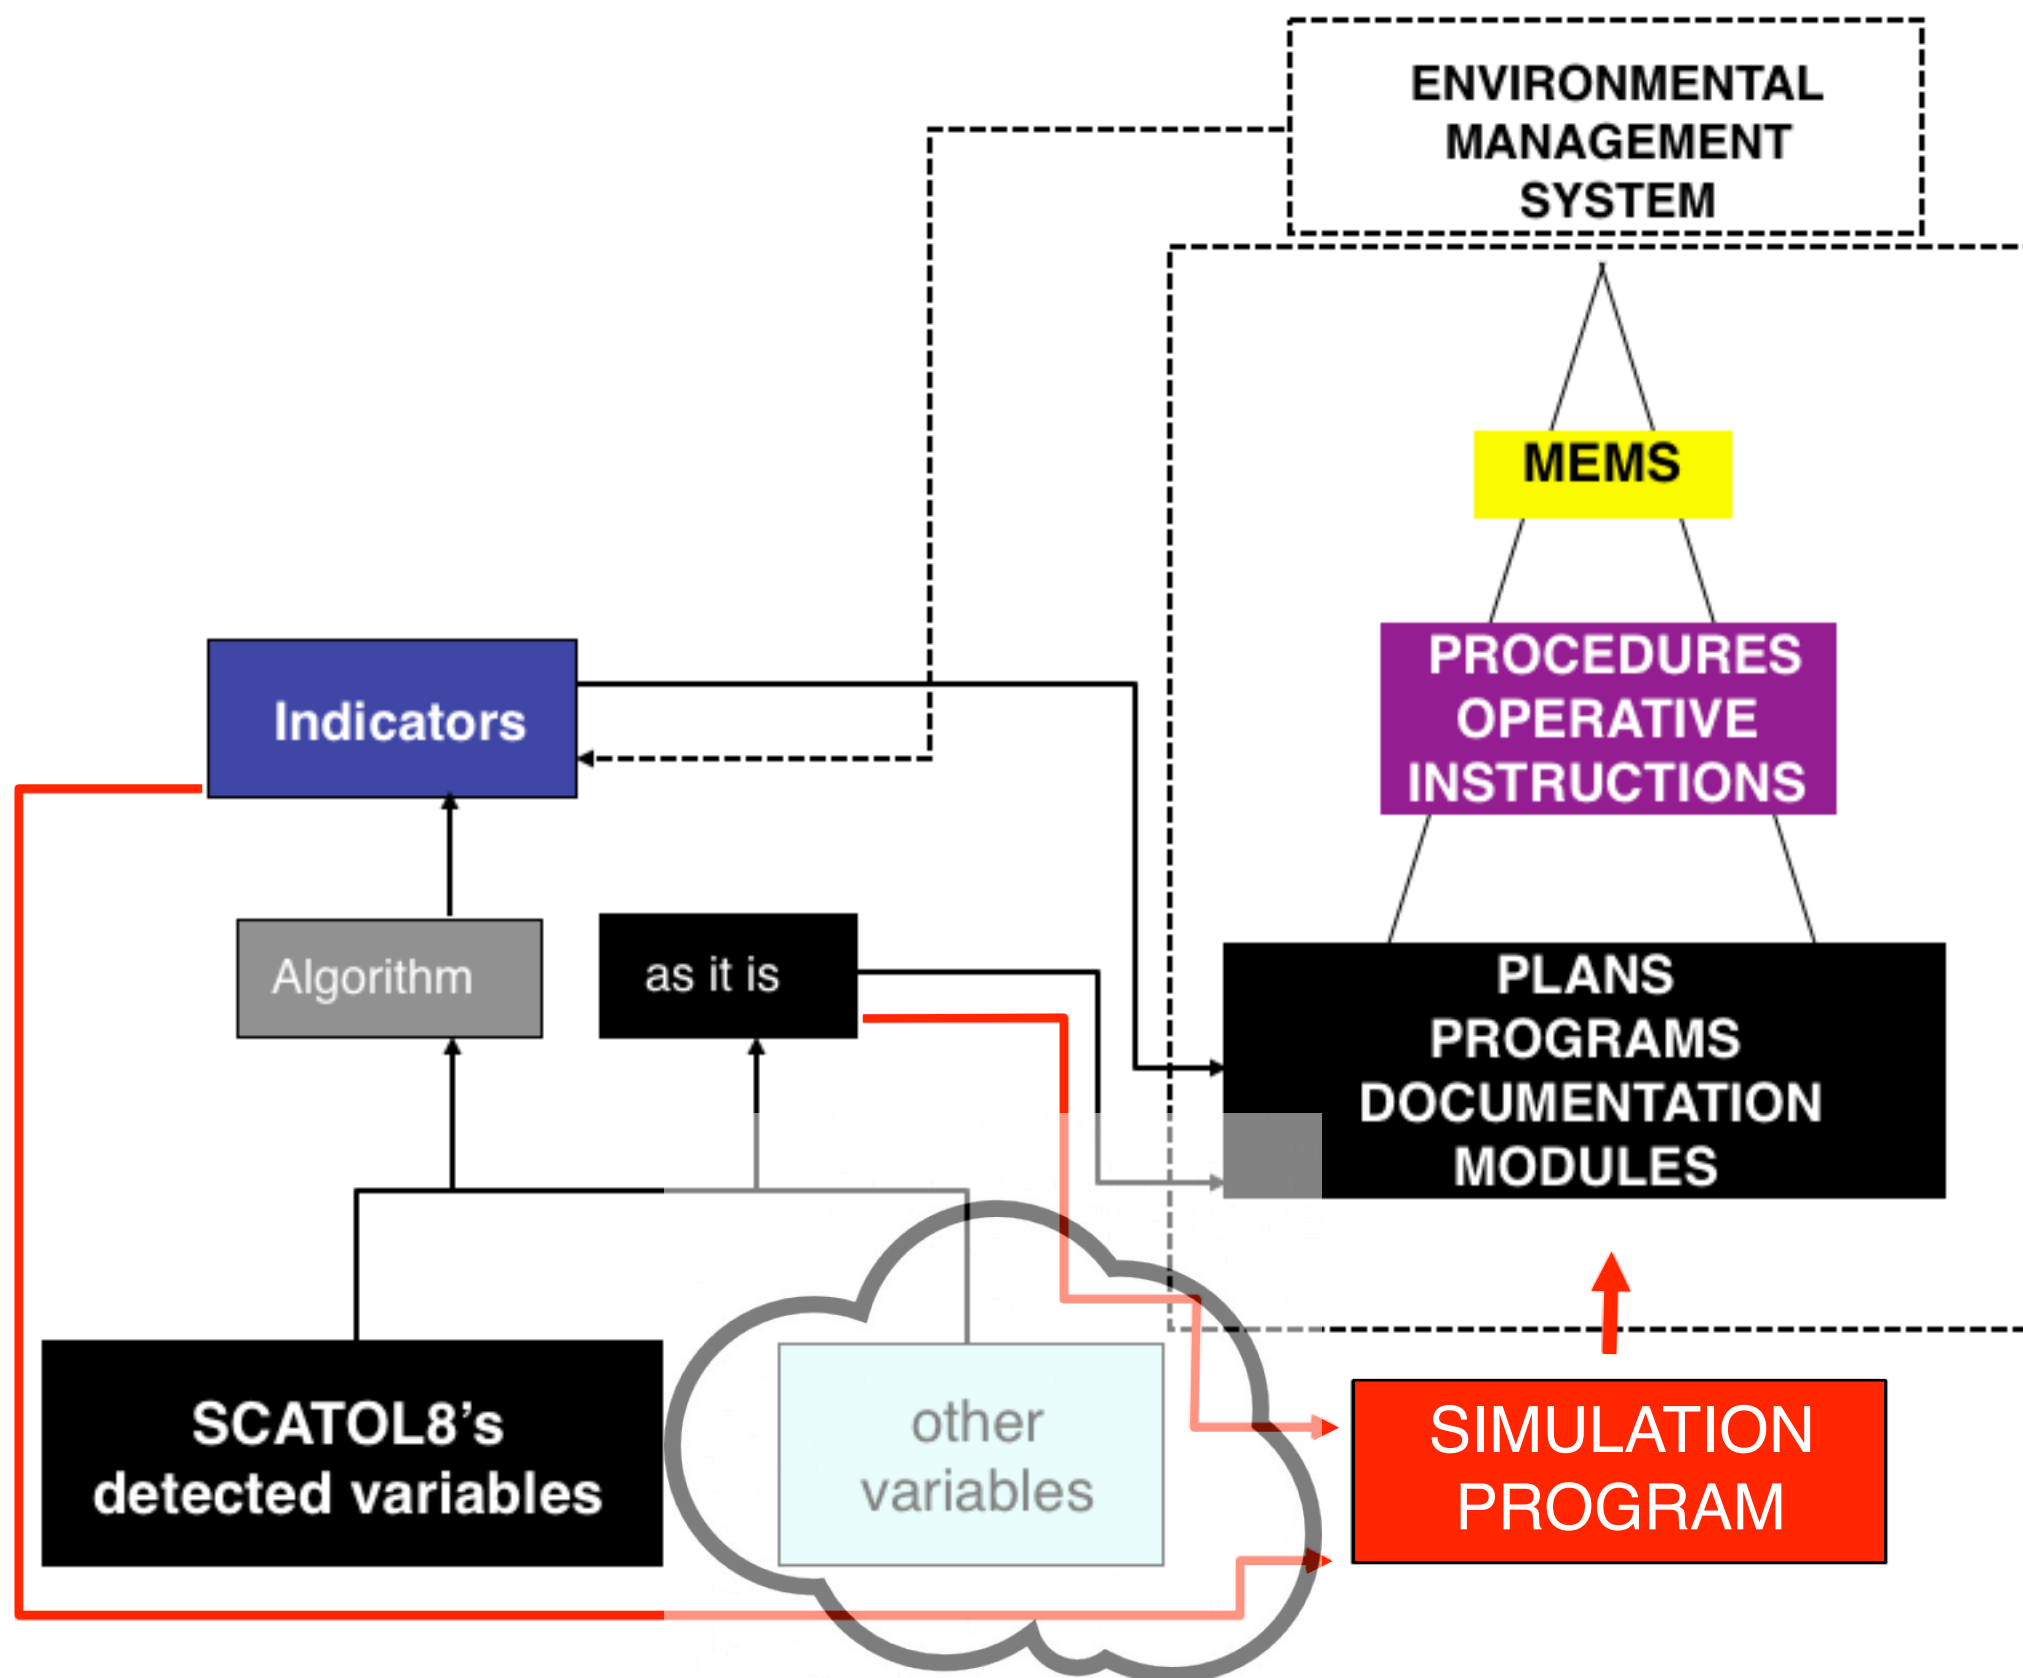 ENVIRONMENTAL
MANAGEMENT
SYSTEM
MEMS
PROCEDURES
OPERATIVE
INSTRUCTIONS
Indicators
Algorithm
as it is
PLANS
PROGRAMS
DOCUMENTATION
MODULES
SCATOL8’s
detected variables
other
variables
SIMULATION
PROGRAM